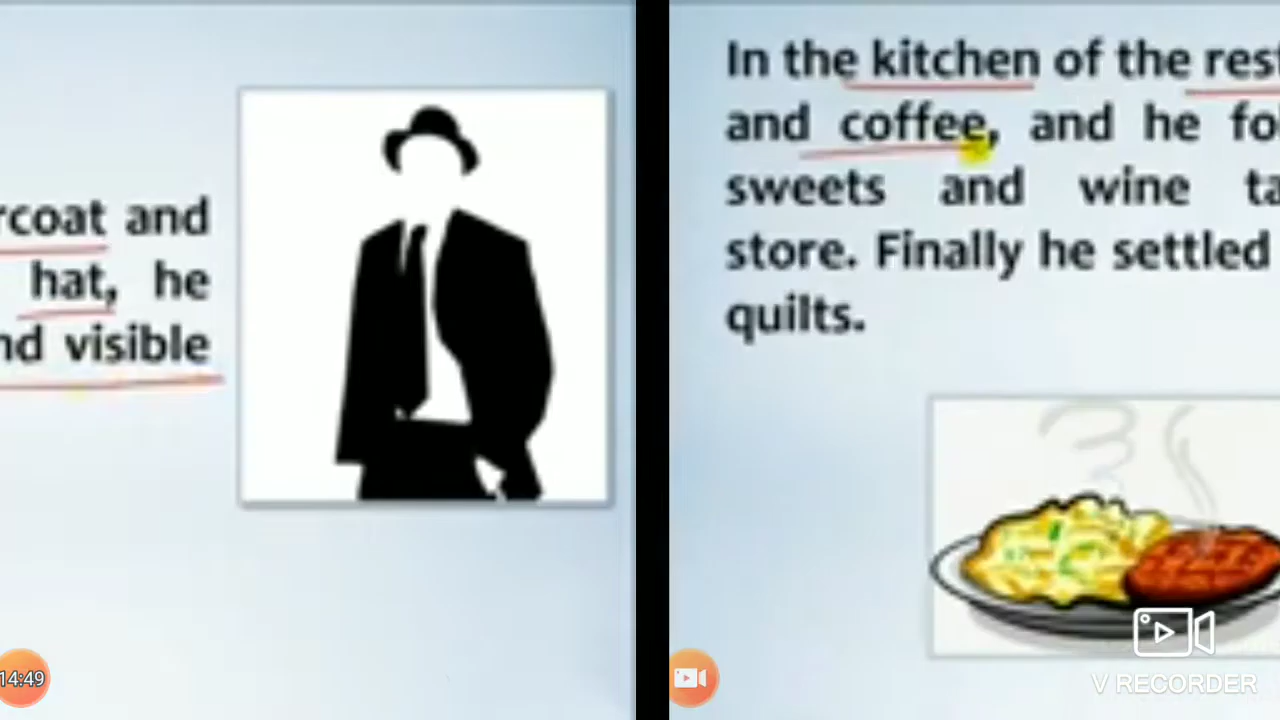 rcoat and
hat, he
nd visible
14:49
In the kitchen of the rest
and coffee, and he fo
sweets and wine ta
store. Finally he settled
quilts.
V RECORDER